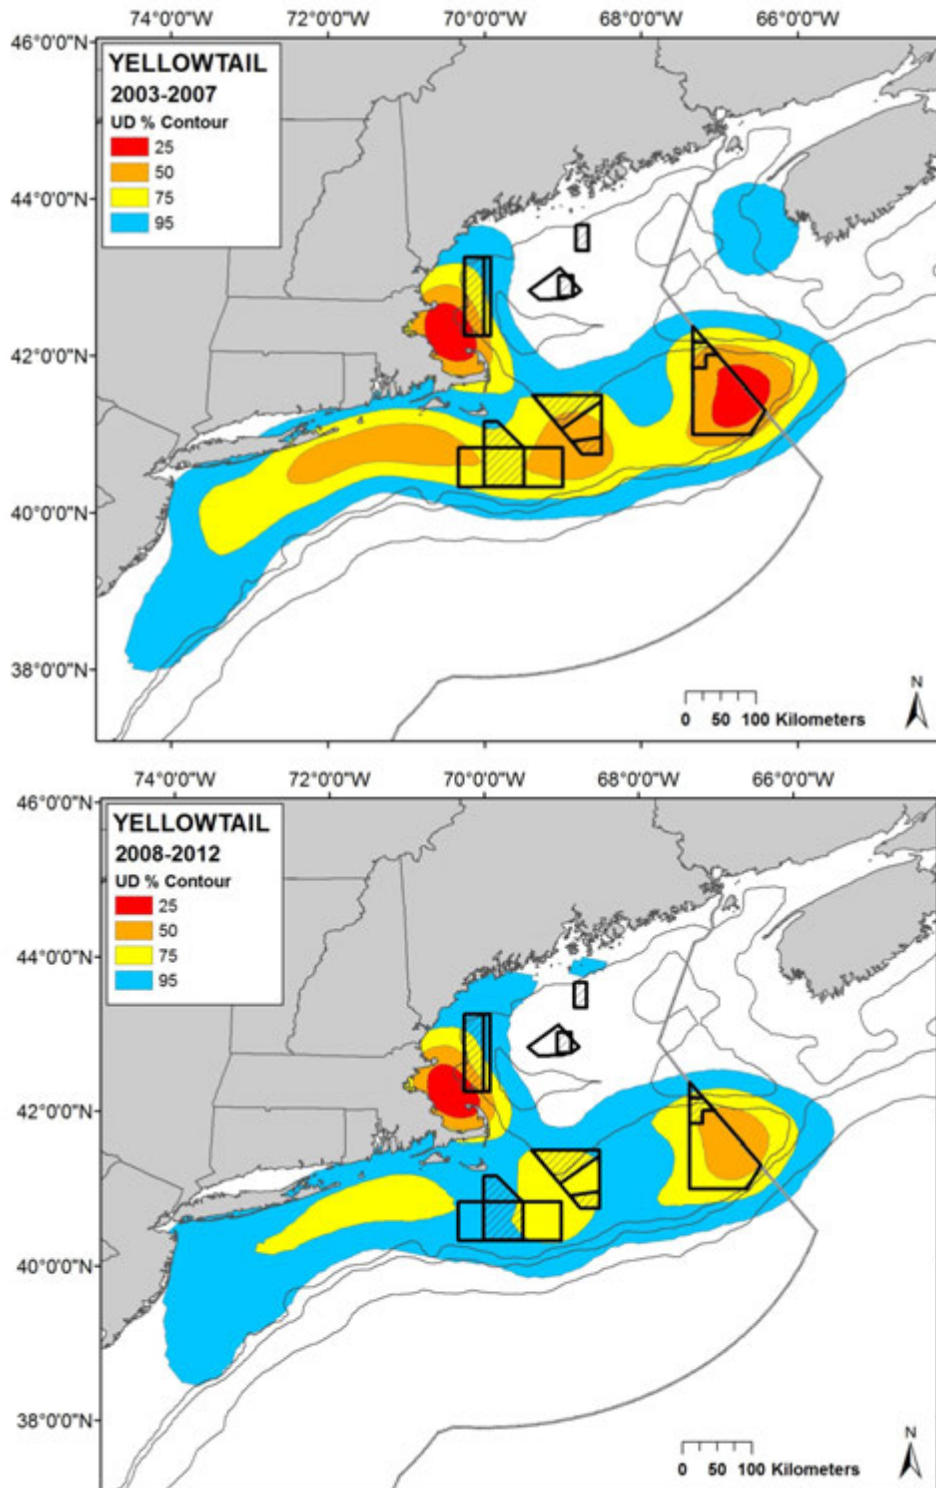 74°0'0"W 72°0'0"W 70°0'0"W 68°0'0"W 66°0'0"W
46°0'0"N
YELLOWTAIL
2003-2007
UD % Contour
25
50
75
95
44°0'0"N
42°0'0"N
40°0'0"N
38°0'0"N
N
0 50 100 Kilometers
74°0'0"W 72°0'0"W 70°0'0"W 68°0'0"W 66°0'0"W
46°0'0"N
YELLOWTAIL
2008-2012
UD % Contour
25
50
75
95
44°0'0"N
42°0'0"N
40°0'0"N
38°0'0"N
N
0 50 100 Kilometers